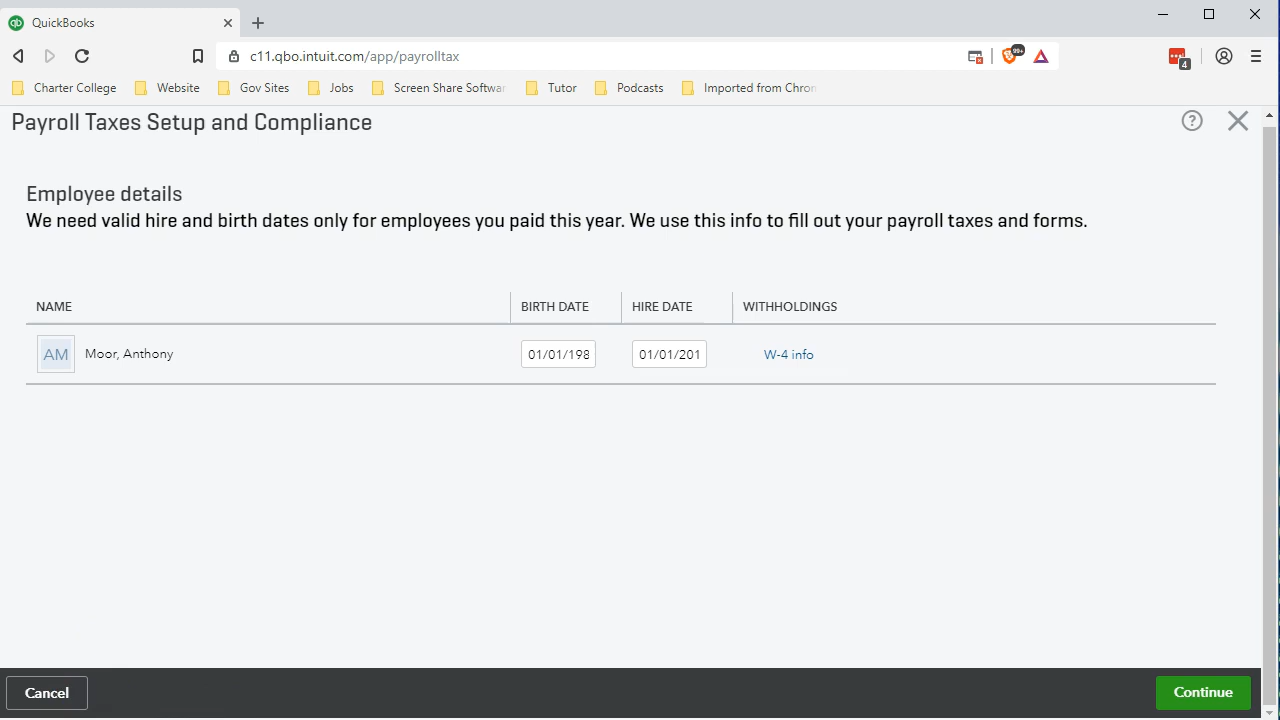 QuickBooks
c11.qbo.intuit.com/app/payrolltax
99+
4
Charter College
Website
Gov Sites
Jobs
Screen Share Softwar
Tutor
Podcasts
Imported from Chron
Payroll Taxes Setup and Compliance
Employee details
We need valid hire and birth dates only for employees you paid this year. We use this info to fill out your payroll taxes and forms.
NAME BIRTH DATE HIRE DATE WITHHOLDINGS
AM Moor, Anthony 01/01/198 01/01/201 W-4 info
Cancel
Continue